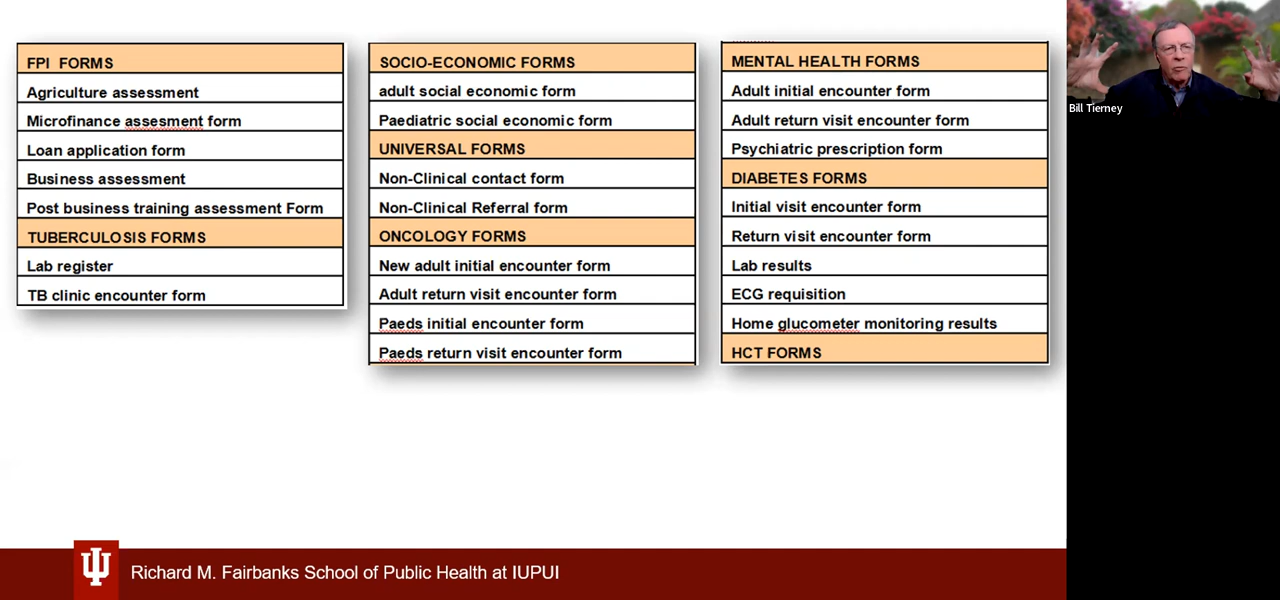 FPI FORMS
Agriculture assessment
Microfinance assesment form
Loan application form
Business assessment
Post business training assessment Form
TUBERCULOSIS FORMS
Lab register
TB clinic encounter form
SOCIO-ECONOMIC FORMS
adult social economic form
Paediatric social economic form
UNIVERSAL FORMS
Non-Clinical contact form
Non-Clinical Referral form
ONCOLOGY FORMS
New adult initial encounter form
Adult return visit encounter form
Paeds initial encounter form
Paeds return visit encounter form
MENTAL HEALTH FORMS
Adult initial encounter form
Adult return visit encounter form
Psychiatric prescription form
DIABETES FORMS
Initial visit encounter form
Return visit encounter form
Lab results
ECG requisition
Home glucometer monitoring results
HCT FORMS
Bill Tierney
Richard M. Fairbanks School of Public Health at IUPUI